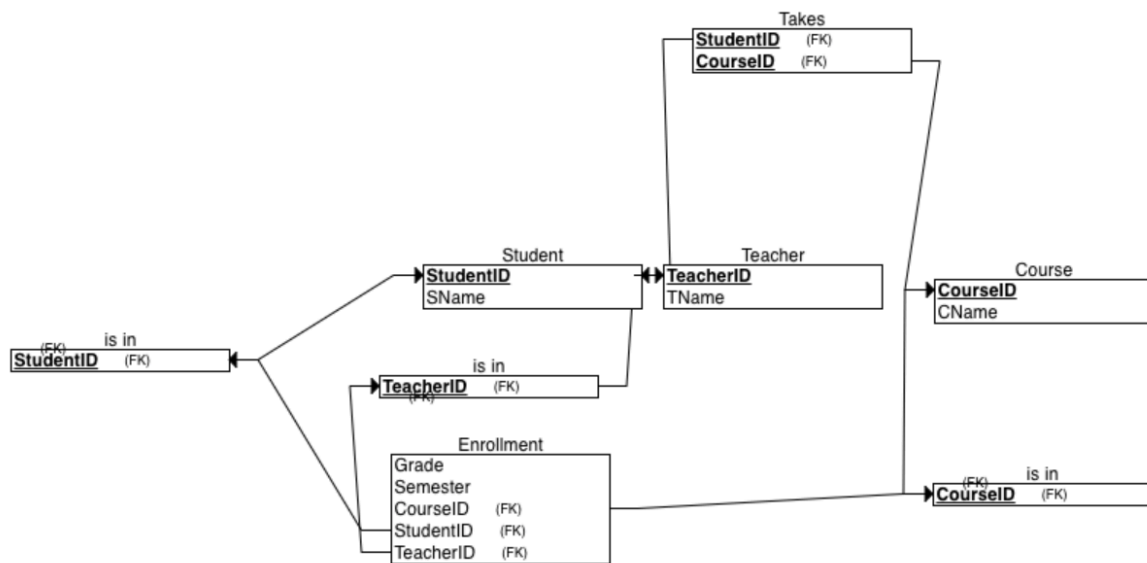 Takes
StudentID (FK)
CourseID (FK)
Student
StudentID
SName
Teacher
TeacherID
TName
Course
CourseID
CName
is in
(FK)
StudentID (FK)
is in
TeacherID (FK)
(FK)
Enrollment
Grade
Semester
CourseID (FK)
StudentID (FK)
TeacherID (FK)
is in
(FK)
CourseID (FK)